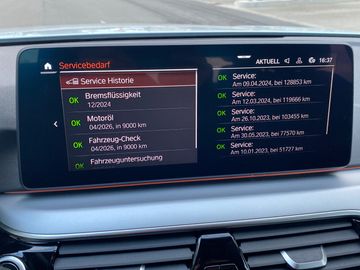 Servicebedarf
AKTUELL
16:37
Service Historie
OK
Bremsflüssigkeit
12/2024
OK
Motoröl
04/2026, in 9000 km
OK
Fahrzeug-Check
04/2026, in 9000 km
OK
Fahrzeuguntersuchung
OK
Service:
Am 09.04.2024, bei 128853 km
OK
Service:
Am 12.03.2024, bei 119666 km
OK
Service:
Am 26.10.2023, bei 103455 km
OK
Service:
Am 30.05.2023, bei 77570 km
OK
Service:
Am 10.01.2023, bei 51727 km